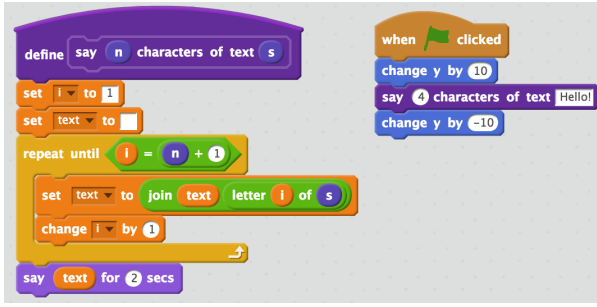 define say n characters of text s
set i to 1
set text to
repeat until i = n + 1
set text to join text letter i of s
change i by 1
say text for 2 secs
when clicked
change y by 10
say 4 characters of text Hello!
change y by -10